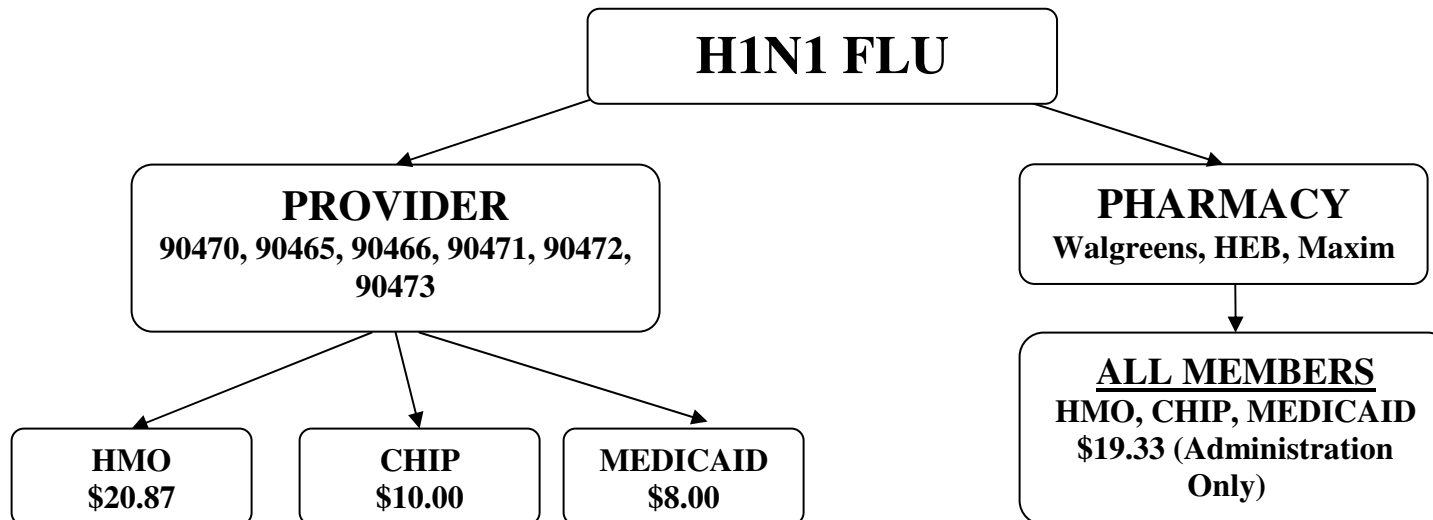 H1N1 FLU
PROVIDER
90470, 90465, 90466, 90471, 90472,
90473
PHARMACY
Walgreens, HEB, Maxim
HMO
$20.87
CHIP
$10.00
MEDICAID
$8.00
ALL MEMBERS
HMO, CHIP, MEDICAID
$19.33 (Administration
Only)